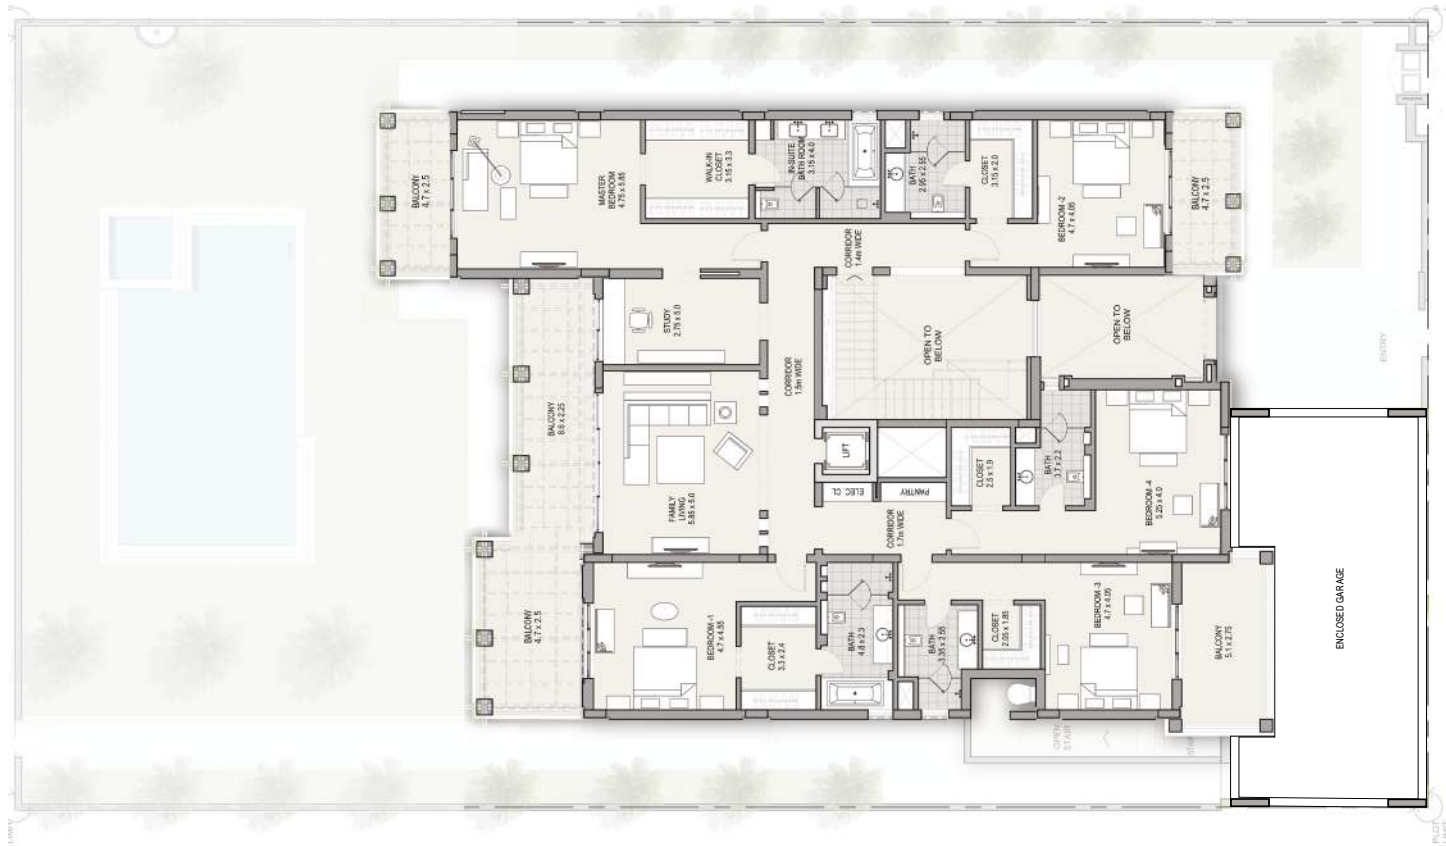 BALCONY
4.7 x 2.5
MASTER
BEDROOM
4.75 x 5.85
WALK-IN
CLOSET
3.15 x 3.3
IN-SUITE
BATH ROOM
3.15 x 4.0
BATH
2.95 x 2.55
CLOSET
3.15 x 2.0
BEDROOM-2
4.7 x 4.05
BALCONY
4.7 x 2.5
CORRIDOR
1.4m WIDE
STUDY
2.75 x 5.0
CORRIDOR
1.5m WIDE
OPEN TO
BELOW
OPEN TO
BELOW
ENTRY
BALCONY
8.6 x 2.25
FAMILY
LIVING
5.85 x 5.0
LIFT
ELEC. CL.
PANTRY
CLOSET
2.5 x 1.9
BATH
3.7 x 2.2
BEDROOM-4
5.25 x 4.0
CORRIDOR
1.7m WIDE
BALCONY
4.7 x 2.5
BEDROOM-1
4.7 x 4.55
CLOSET
3.3 x 2.4
BATH
4.8 x 2.3
BATH
3.35 x 2.55
CLOSET
2.05 x 1.85
BEDROOM-3
4.7 x 4.05
BALCONY
5.1 x 2.75
ENCLOSED GARAGE
OPEN
STAIR
PLOT